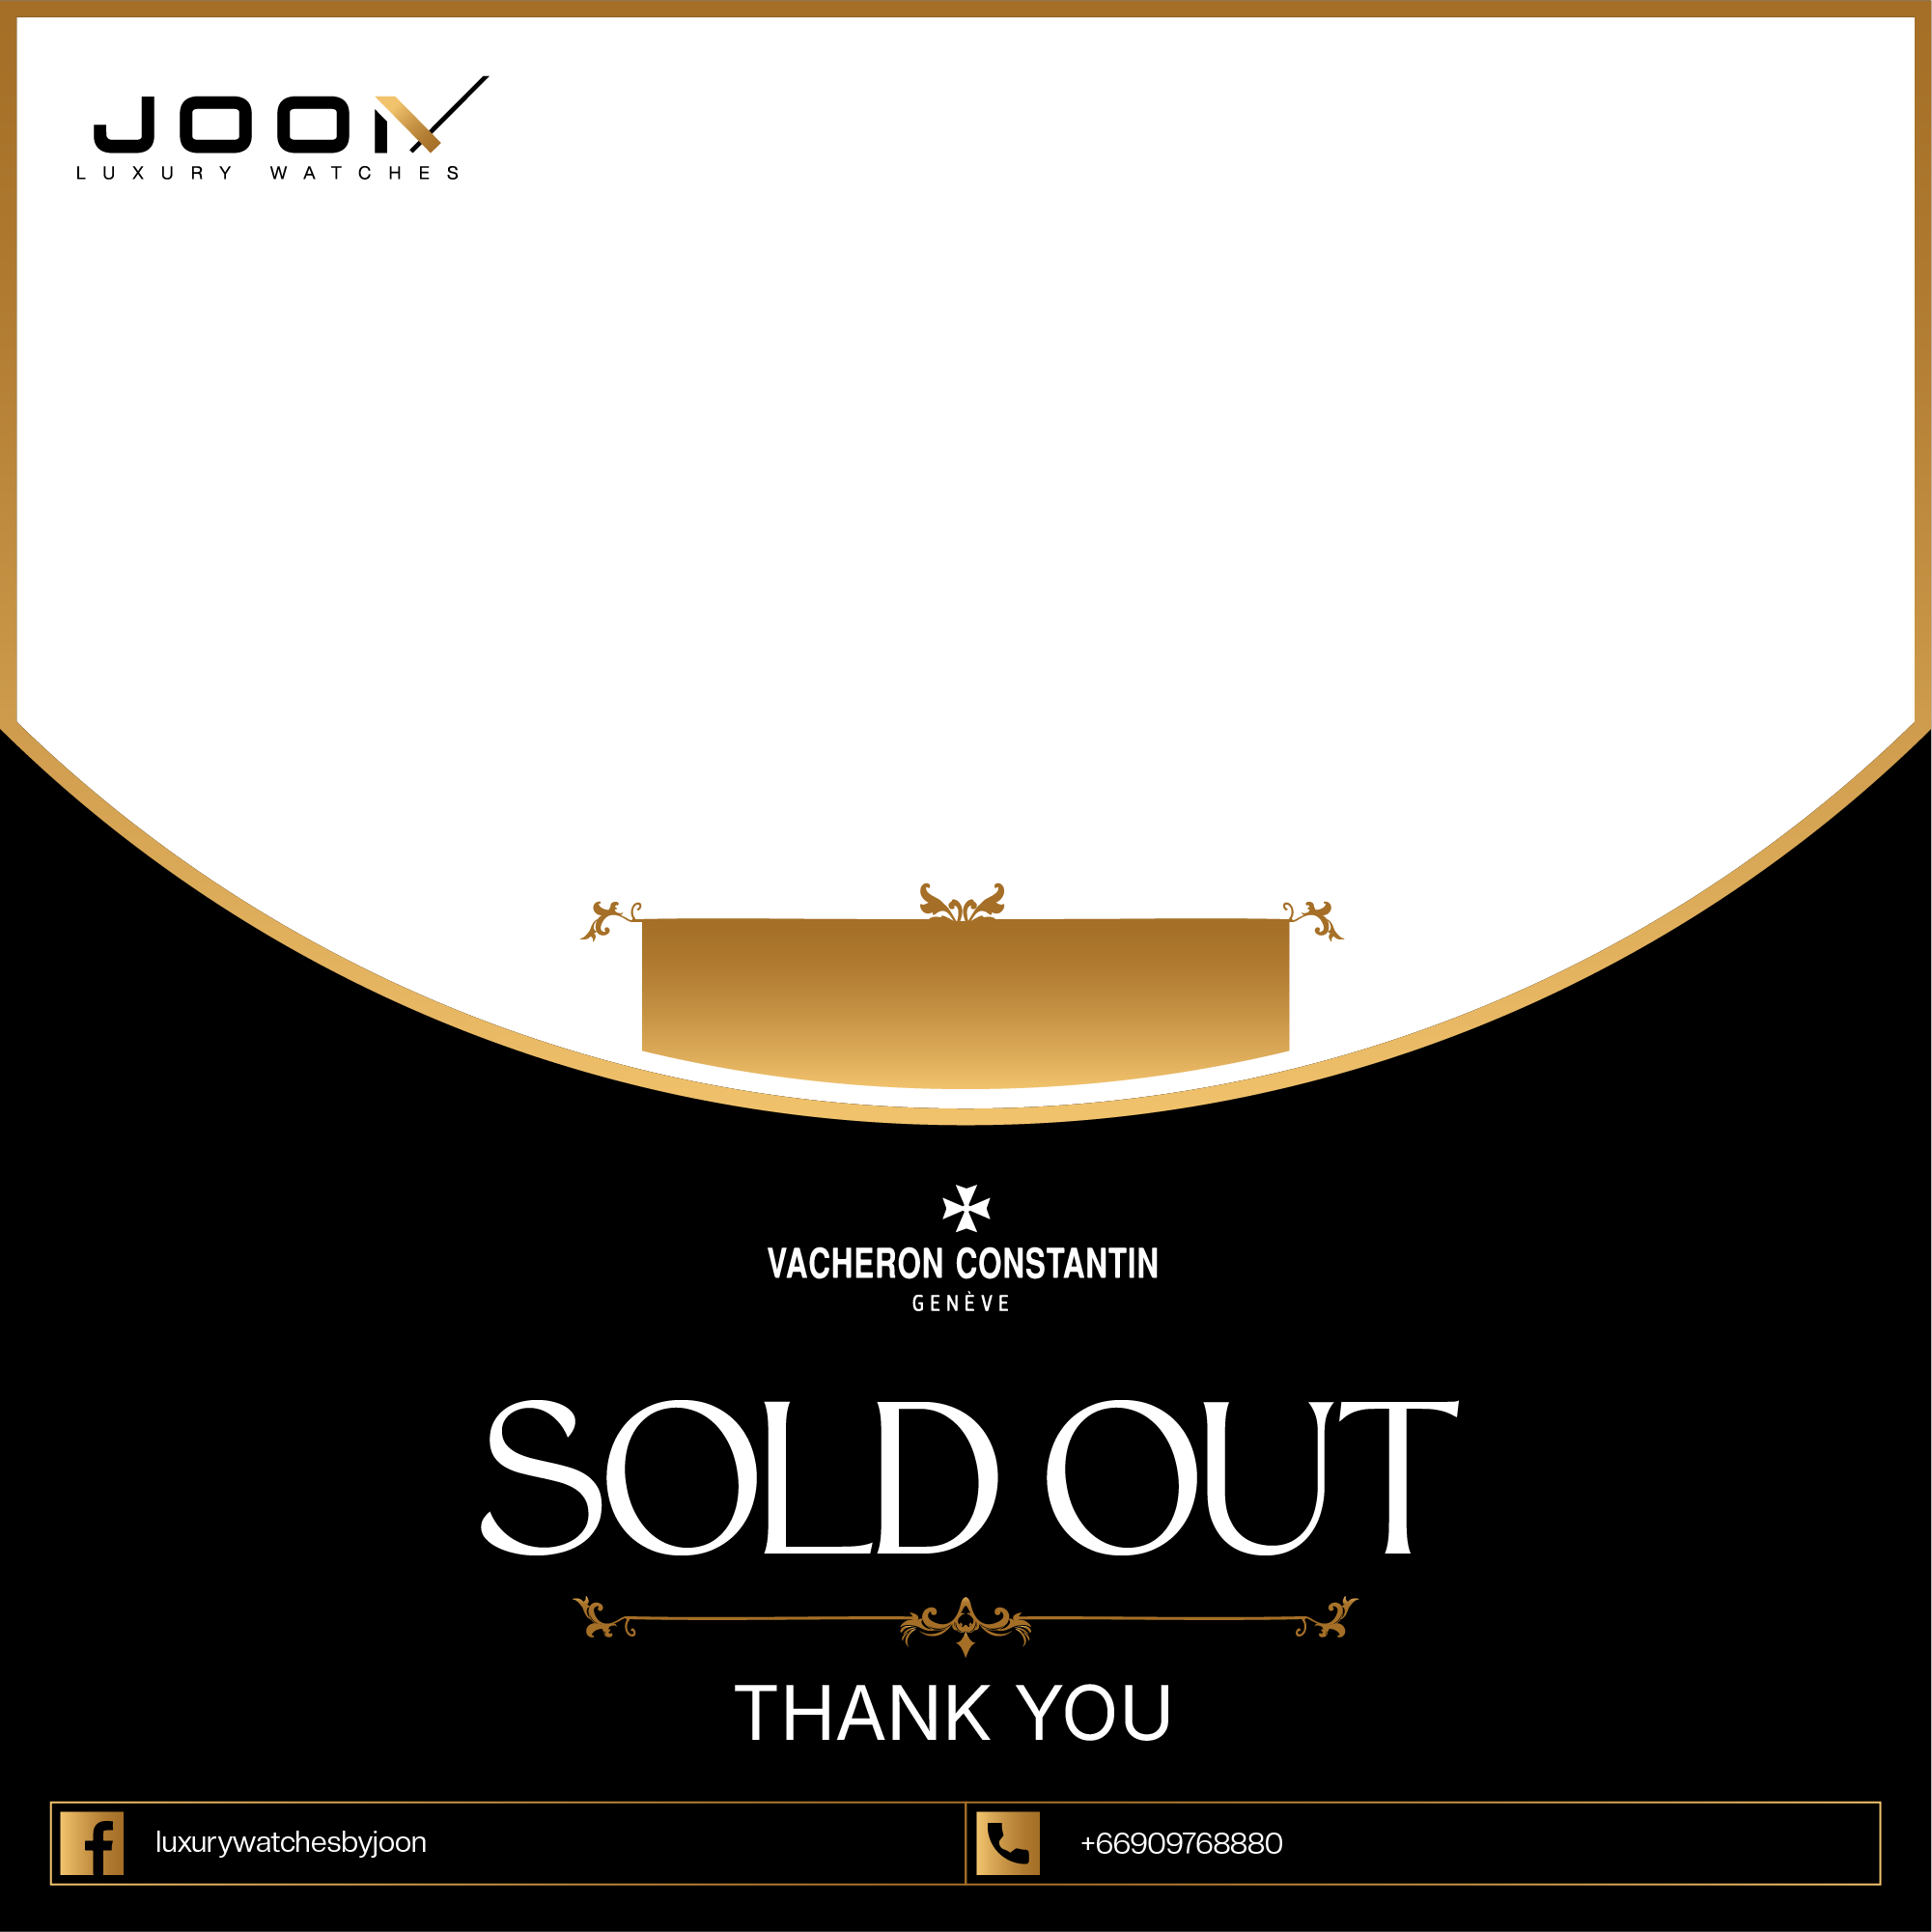 JOON
LUXURY WATCHES
VACHERON CONSTANTIN
GENÈVE
SOLD OUT
THANK YOU
luxurywatchesbyjoon
+66909768880